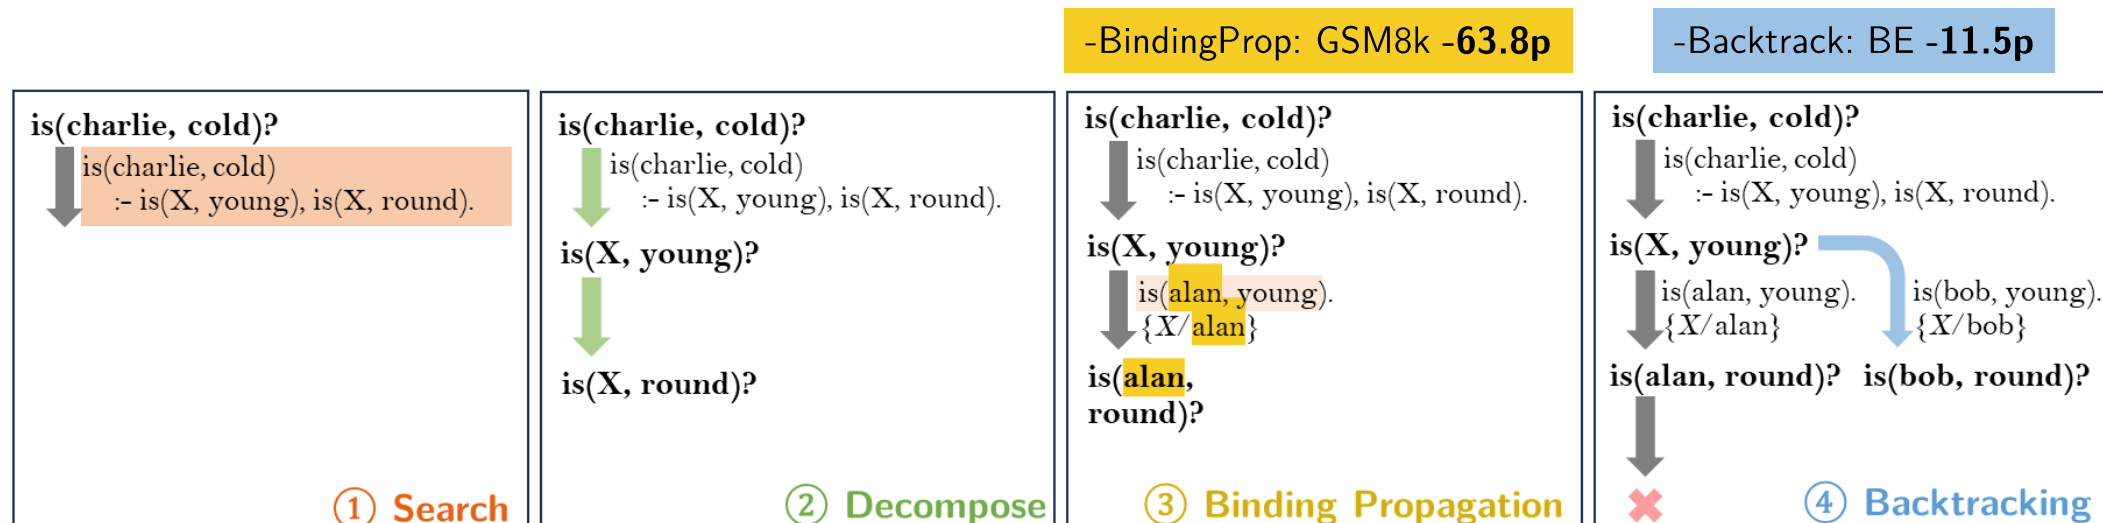 -BindingProp: GSM8k -63.8p
-Backtrack: BE -11.5p
is(charlie, cold)?
is(charlie, cold)
:- is(X, young), is(X, round).
① Search
is(charlie, cold)?
is(charlie, cold)
:- is(X, young), is(X, round).
is(X, young)?
is(X, round)?
② Decompose
is(charlie, cold)?
is(charlie, cold)
:- is(X, young), is(X, round).
is(X, young)?
is(alan, young).
{X/alan}
is(alan,
round)?
③ Binding Propagation
is(charlie, cold)?
is(charlie, cold)
:- is(X, young), is(X, round).
is(X, young)?
is(alan, young).
{X/alan}
is(bob, young).
{X/bob}
is(alan, round)?
is(bob, round)?
④ Backtracking